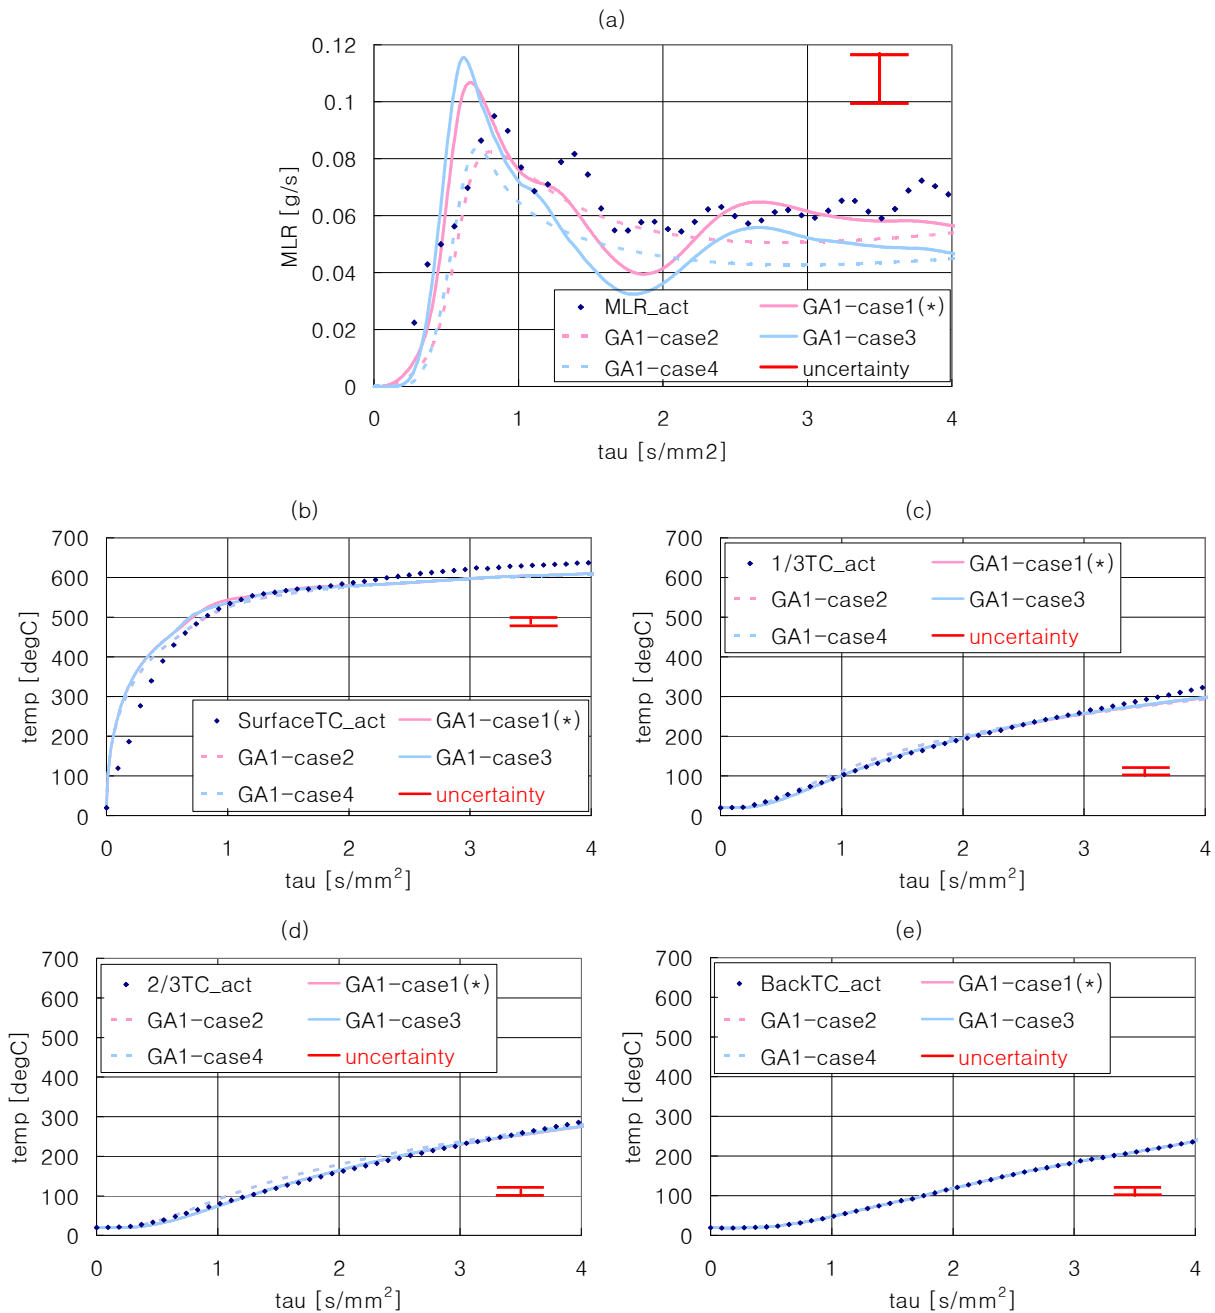 (a)
0.12
0.1
0.08
0.06
0.04
0.02
0
MLR [g/s]
MLR_act GA1-case1(*)
GA1-case2 GA1-case3
GA1-case4 uncertainty
0 1 2 3 4
tau [s/mm2]
(b)
700
600
500
400
300
200
100
0
temp [degC]
SurfaceTC_act GA1-case1(*)
GA1-case2 GA1-case3
GA1-case4 uncertainty
0 1 2 3 4
tau [s/mm²]
(c)
700
600
500
400
300
200
100
0
temp [degC]
1/3TC_act GA1-case1(*)
GA1-case2 GA1-case3
GA1-case4 uncertainty
0 1 2 3 4
tau [s/mm²]
(d)
700
600
500
400
300
200
100
0
temp [degC]
2/3TC_act GA1-case1(*)
GA1-case2 GA1-case3
GA1-case4 uncertainty
0 1 2 3 4
tau [s/mm²]
(e)
700
600
500
400
300
200
100
0
temp [degC]
BackTC_act GA1-case1(*)
GA1-case2 GA1-case3
GA1-case4 uncertainty
0 1 2 3 4
tau [s/mm²]